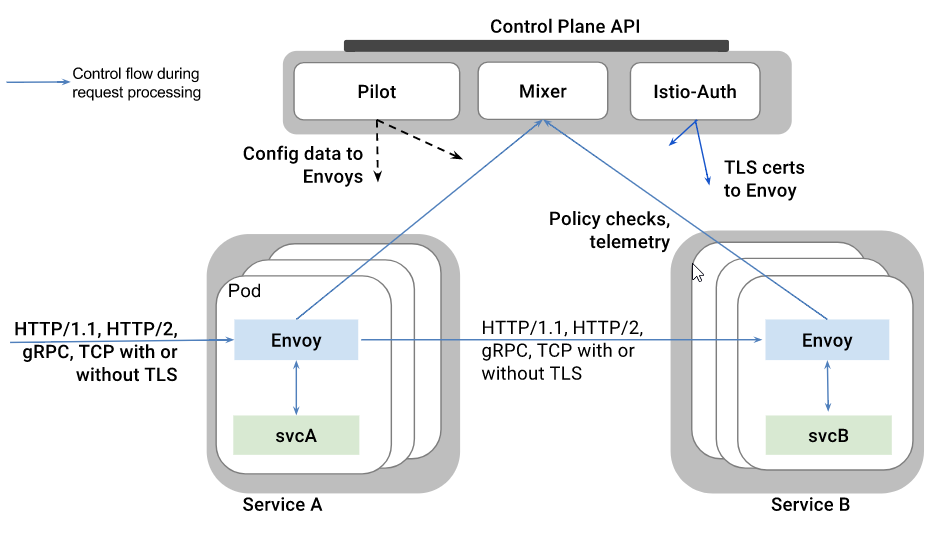 Control Plane API
Control flow during
request processing
Pilot
Mixer
Istio-Auth
Config data to
Envoys
TLS certs
to Envoy
Policy checks,
telemetry
Pod
HTTP/1.1, HTTP/2,
gRPC, TCP with or
without TLS
Envoy
HTTP/1.1, HTTP/2,
gRPC, TCP with or
without TLS
Envoy
svcA
svcB
Service A
Service B